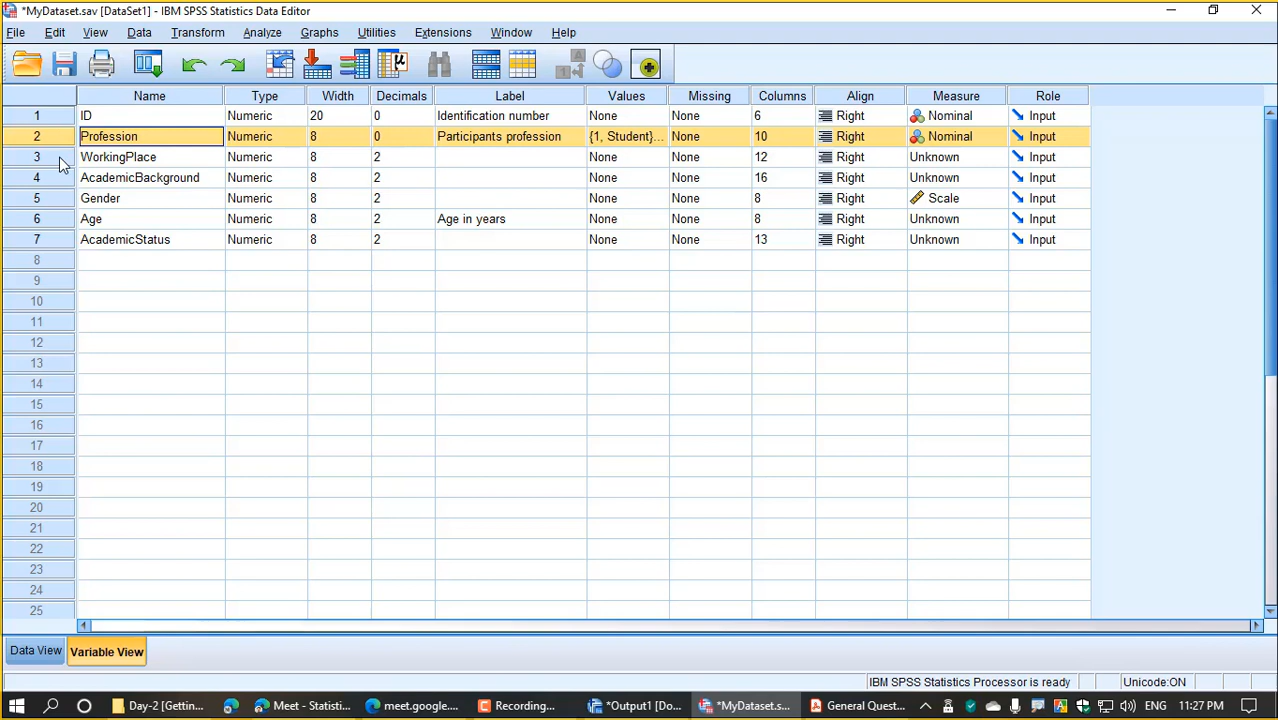 *MyDataset.sav [DataSet1] - IBM SPSS Statistics Data Editor
File Edit View Data Transform Analyze Graphs Utilities Extensions Window Help
Name Type Width Decimals Label Values Missing Columns Align Measure Role
1 ID Numeric 20 0 Identification number None None 6 Right Nominal Input
2 Profession Numeric 8 0 Participants profession {1, Student}... None 10 Right Nominal Input
3 WorkingPlace Numeric 8 2 None None 12 Right Unknown Input
4 AcademicBackground Numeric 8 2 None None 16 Right Unknown Input
5 Gender Numeric 8 2 None None 8 Right Scale Input
6 Age Numeric 8 2 Age in years None None 8 Right Unknown Input
7 AcademicStatus Numeric 8 2 None None 13 Right Unknown Input
8
9
10
11
12
13
14
15
16
17
18
19
20
21
22
23
24
25
Data View Variable View
IBM SPSS Statistics Processor is ready Unicode:ON
Day-2 [Getting... Meet - Statisti... meet.google.... Recording... *Output1 [Do... *MyDataset.s... General Quest... ENG 11:27 PM